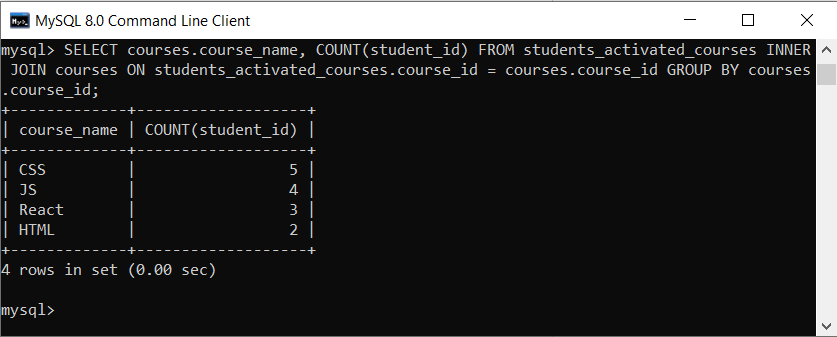 MySQL 8.0 Command Line Client
mysql> SELECT courses.course_name, COUNT(student_id) FROM students_activated_courses INNER
 JOIN courses ON students_activated_courses.course_id = courses.course_id GROUP BY courses
.course_id;
+-------------+-------------------+
| course_name | COUNT(student_id) |
+-------------+-------------------+
| CSS         |                 5 |
| JS          |                 4 |
| React       |                 3 |
| HTML        |                 2 |
+-------------+-------------------+
4 rows in set (0.00 sec)
mysql>